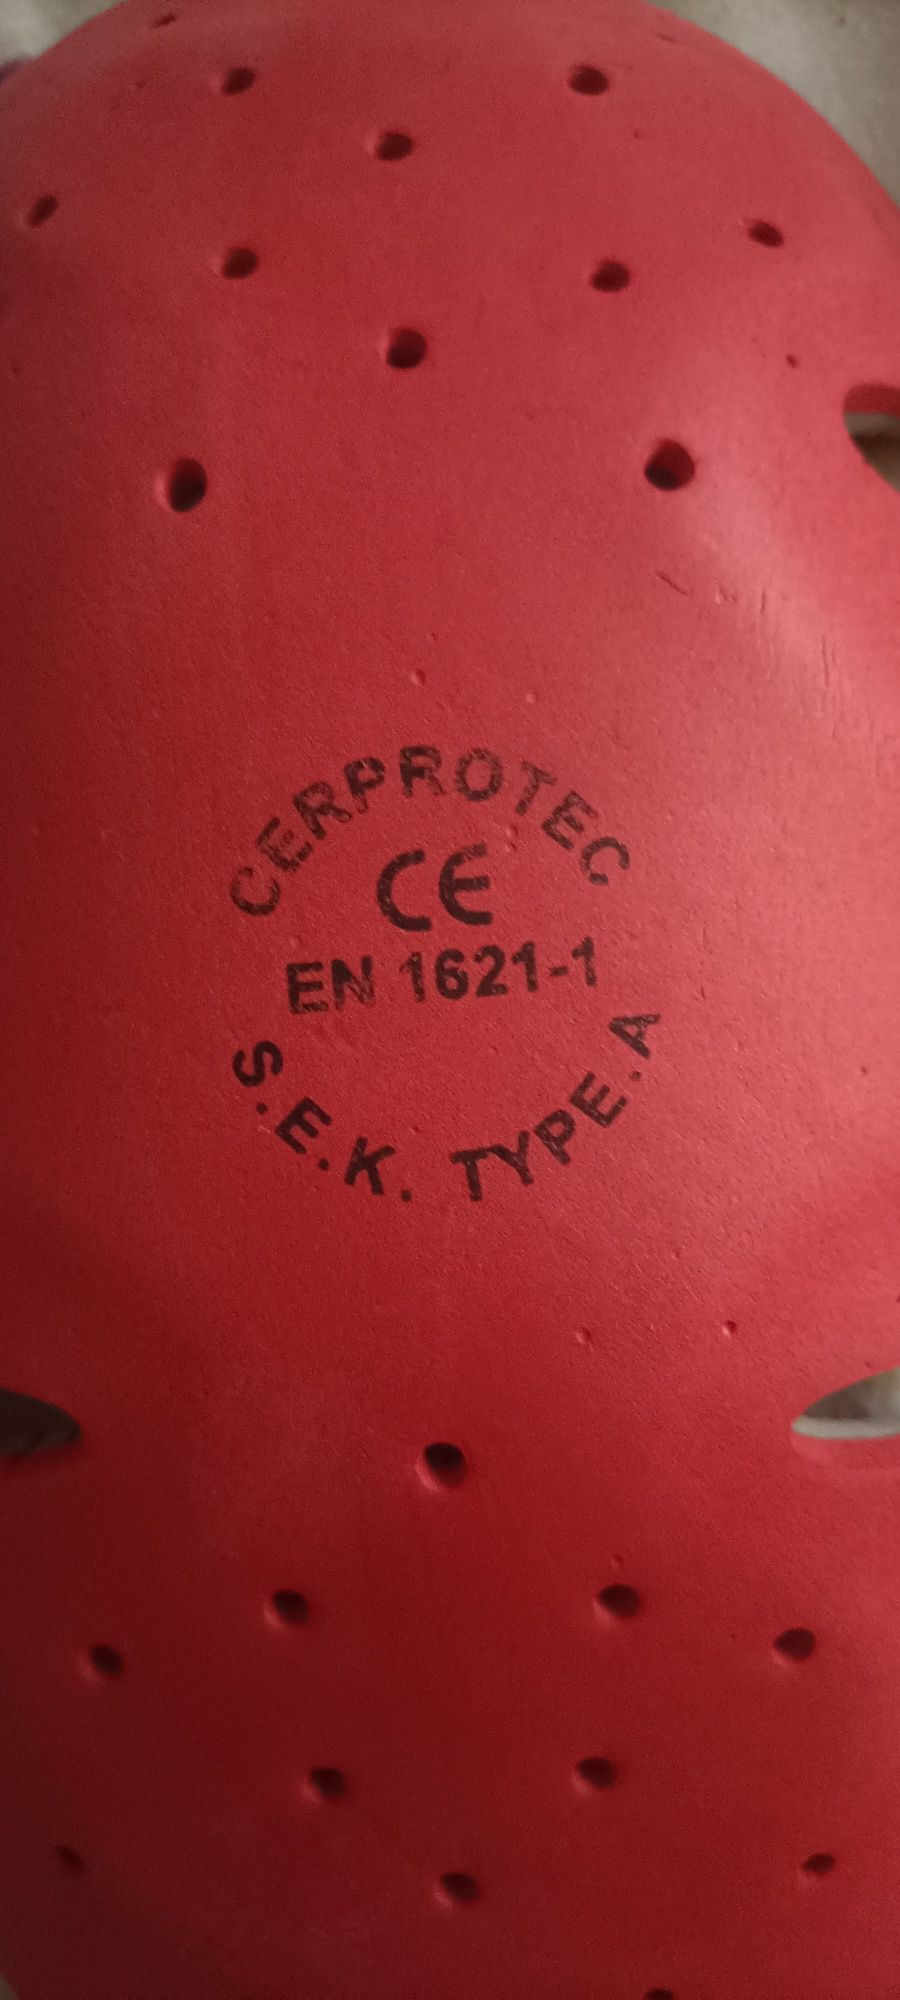 CERPROTEC
CE
EN 1621-1
S.E.K. TYPE.A